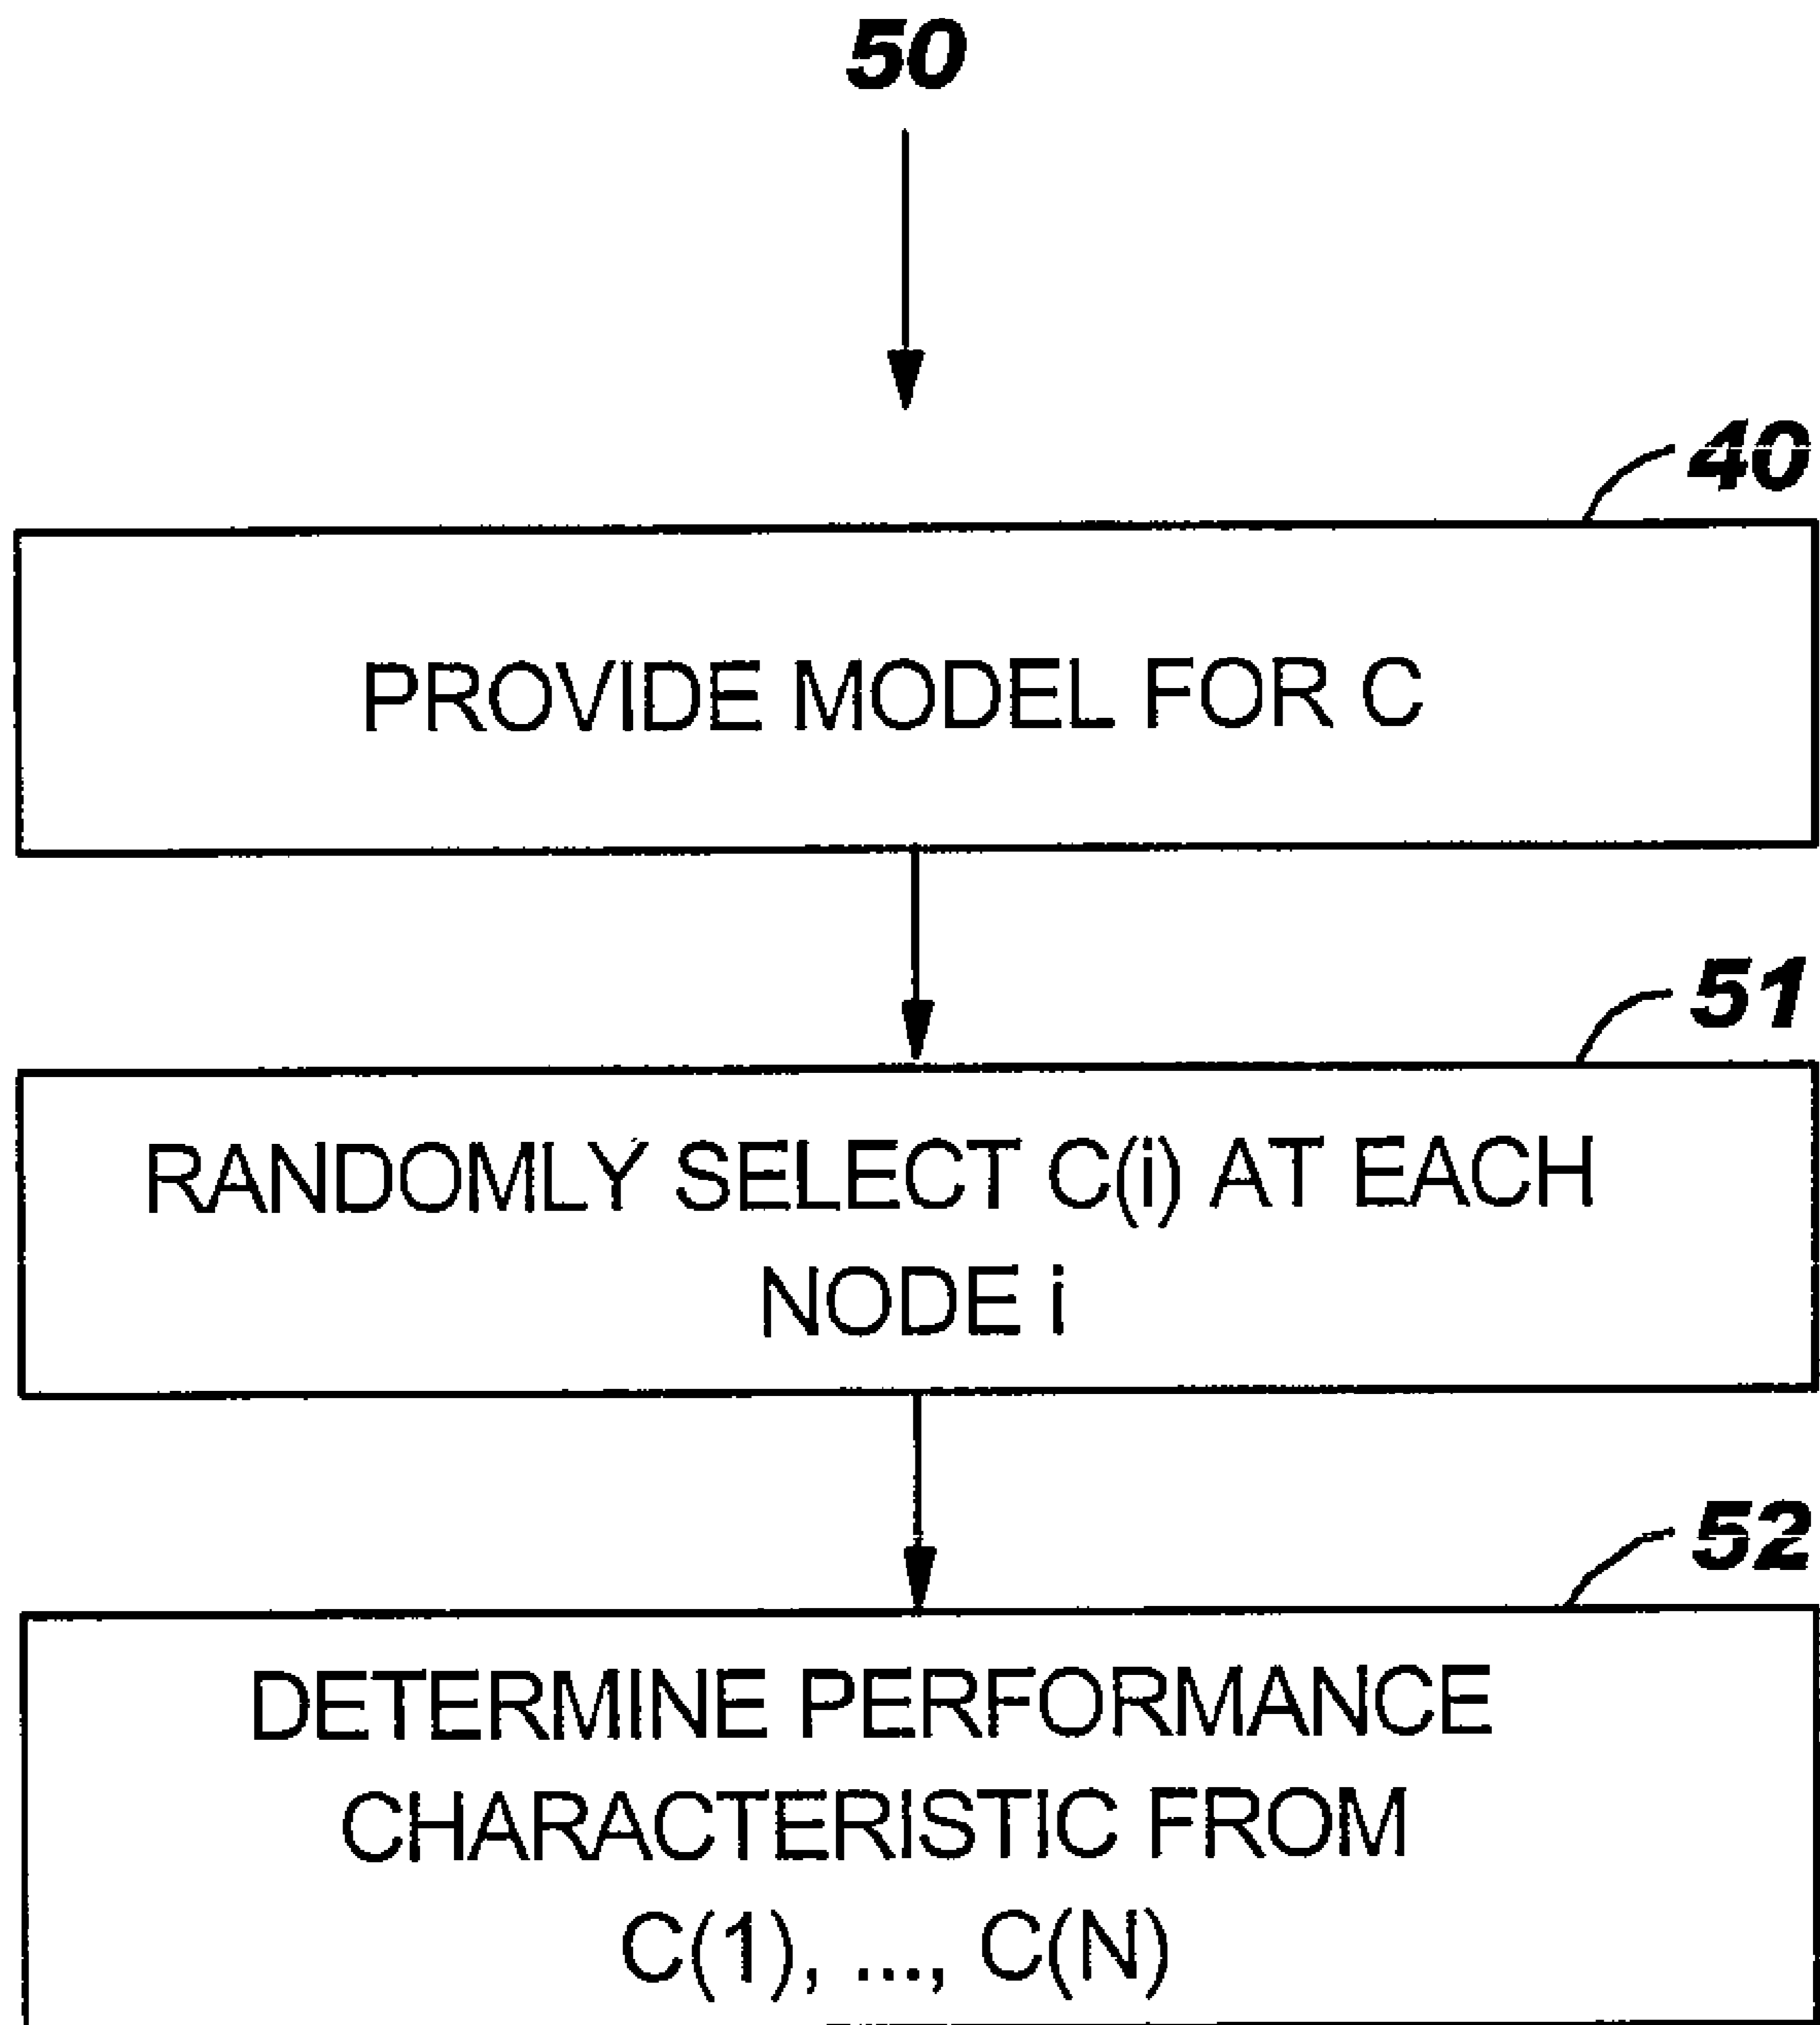 50
40
PROVIDE MODEL FOR C
51
RANDOMLY SELECT C(i) AT EACH
NODE i
52
DETERMINE PERFORMANCE
CHARACTERISTIC FROM
C(1), ..., C(N)